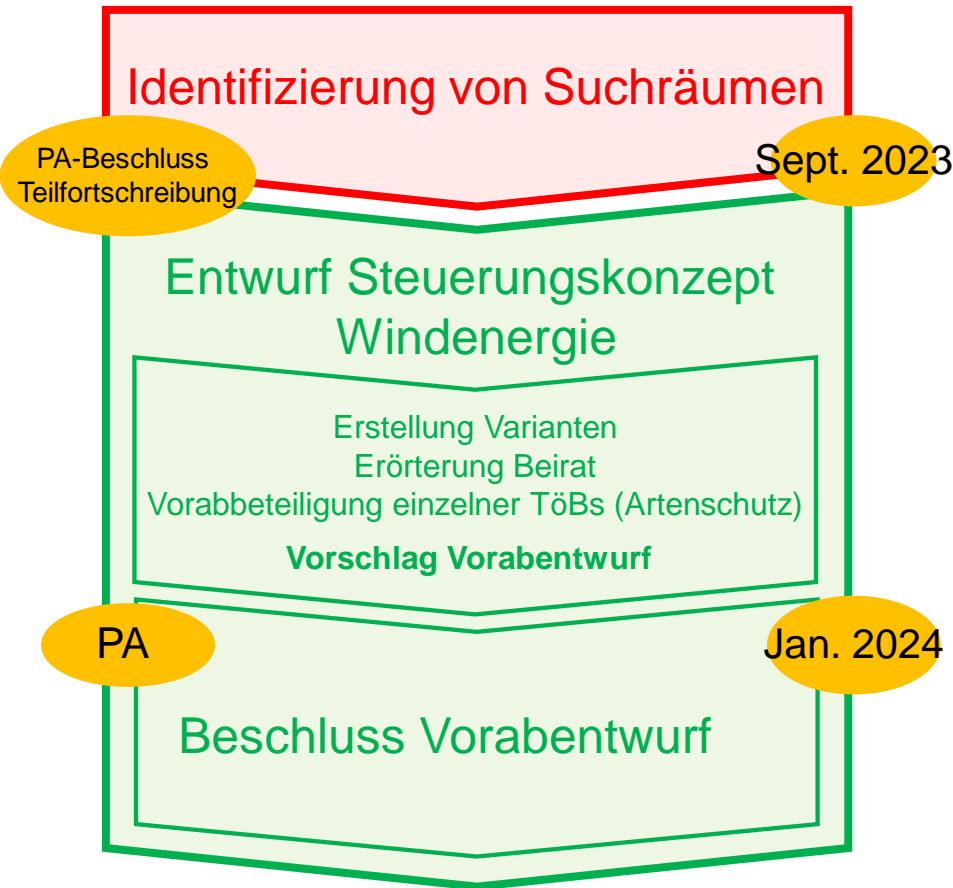 Identifizierung von Suchräumen
PA-Beschluss
Teilfortschreibung
Sept. 2023
Entwurf Steuerungskonzept
Windenergie
Erstellung Varianten
Erörterung Beirat
Vorabbeteiligung einzelner TöBs (Artenschutz)
Vorschlag Vorabentwurf
PA
Jan. 2024
Beschluss Vorabentwurf